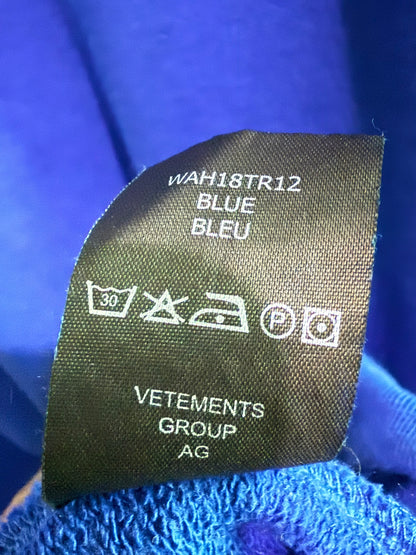 WAH18TR12
BLUE
BLEU
30 P
VETEMENTS
GROUP
AG